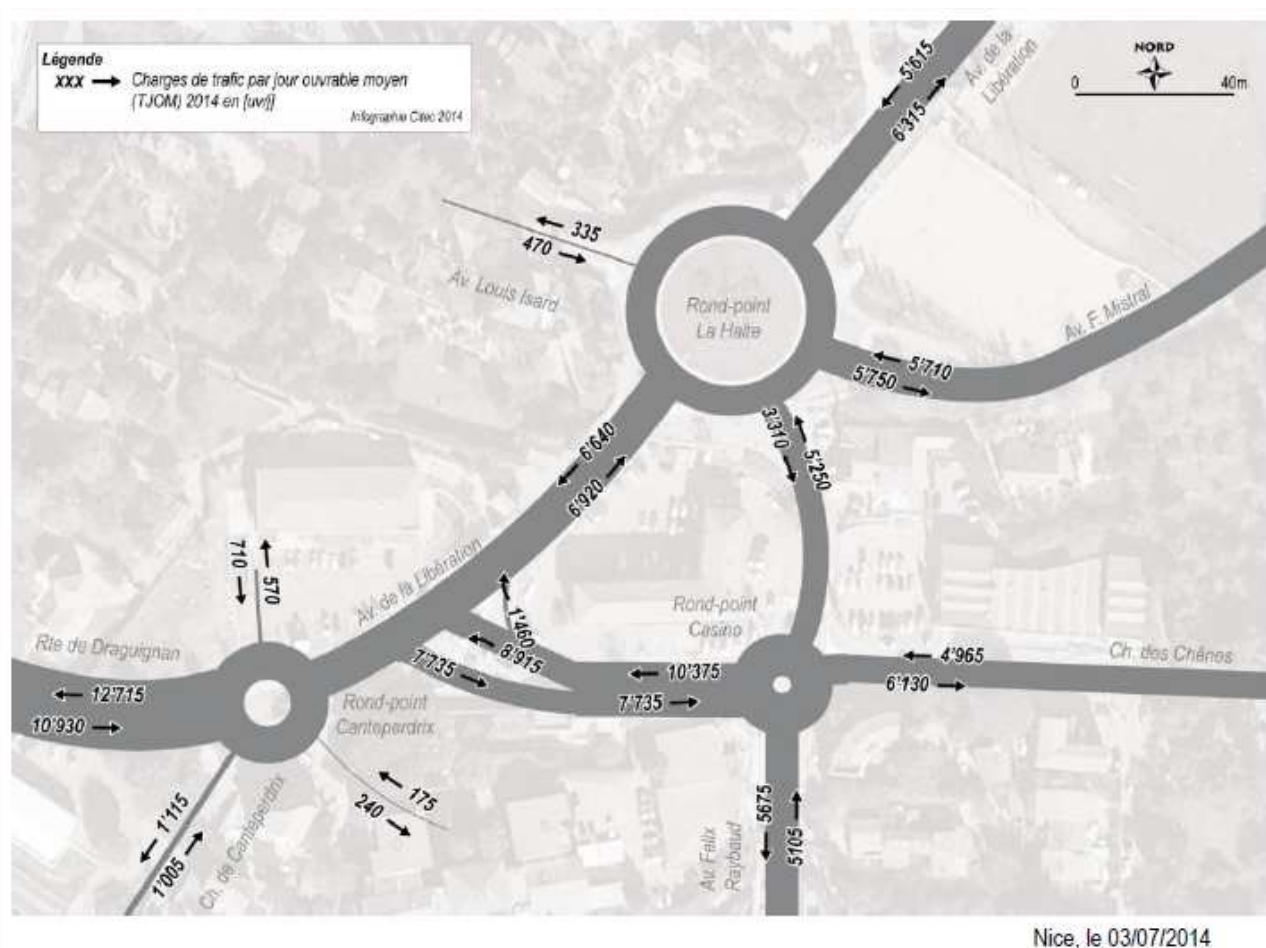 Légende
XXX Charges de trafic par jour ouvrable moyen
(TJOM) 2014 en [uv/j]
Infographie Citec 2014
NORD
0 40m
5'615
6'315
Av. de la
Libération
335
470
Av. Louis Isard
Rond-point
La Halte
Av. F. Mistral
5'710
5'750
3'310
5'250
6'640
6'920
710
570
Av. de la Libération
Rond-point
Casino
1'460
8'915
7'735
10'375
7'735
4'965
6'130
Ch. des Chênes
Rte de Draguignan
12'715
10'930
Rond-point
Canteperdrix
1'115
1'005
Ch. de Canteperdrix
175
240
5675
5105
Av. Felix
Raybaud
Nice, le 03/07/2014